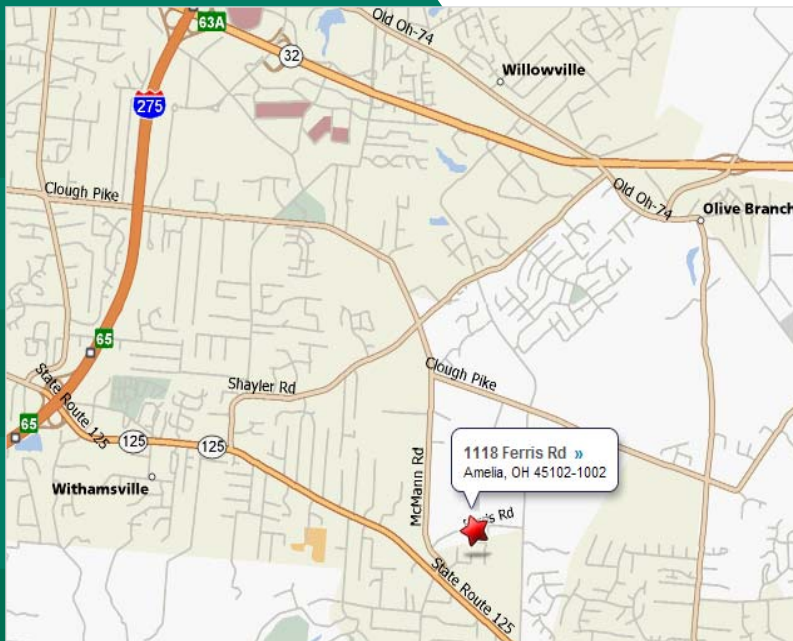 63A
Old Oh-74
32
Willowville
275
Clough Pike
Old Oh-74
Olive Branch
65
State Route 125
Shayler Rd
Clough Pike
65
125
125
1118 Ferris Rd »
Amelia, OH 45102-1002
Withamsville
McMann Rd
Rd
State Route 125